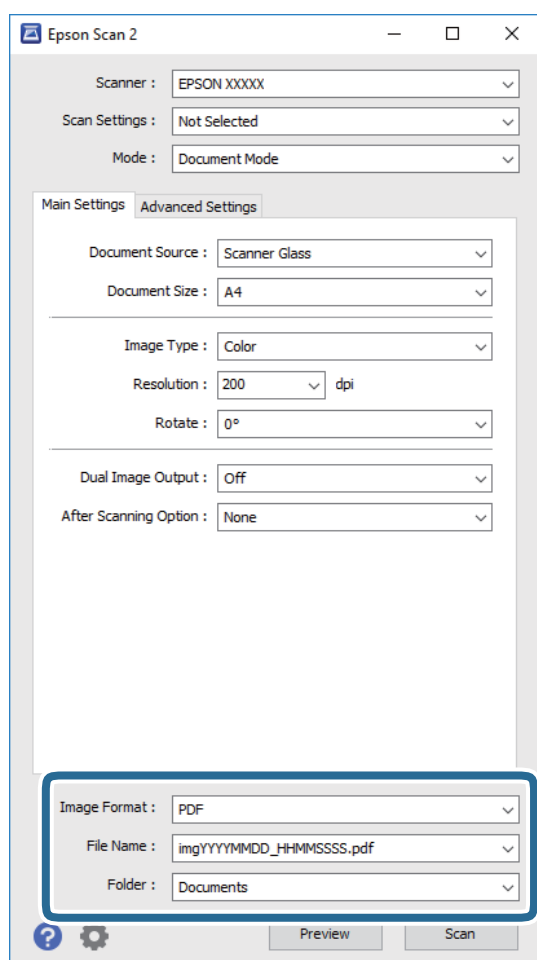 Epson Scan 2
Scanner : EPSON XXXXX
Scan Settings : Not Selected
Mode : Document Mode
Main Settings Advanced Settings
Document Source : Scanner Glass
Document Size : A4
Image Type : Color
Resolution : 200 dpi
Rotate : 0°
Dual Image Output : Off
After Scanning Option : None
Image Format : PDF
File Name : imgYYYYMMDD_HHMMSSSS.pdf
Folder : Documents
? Preview Scan